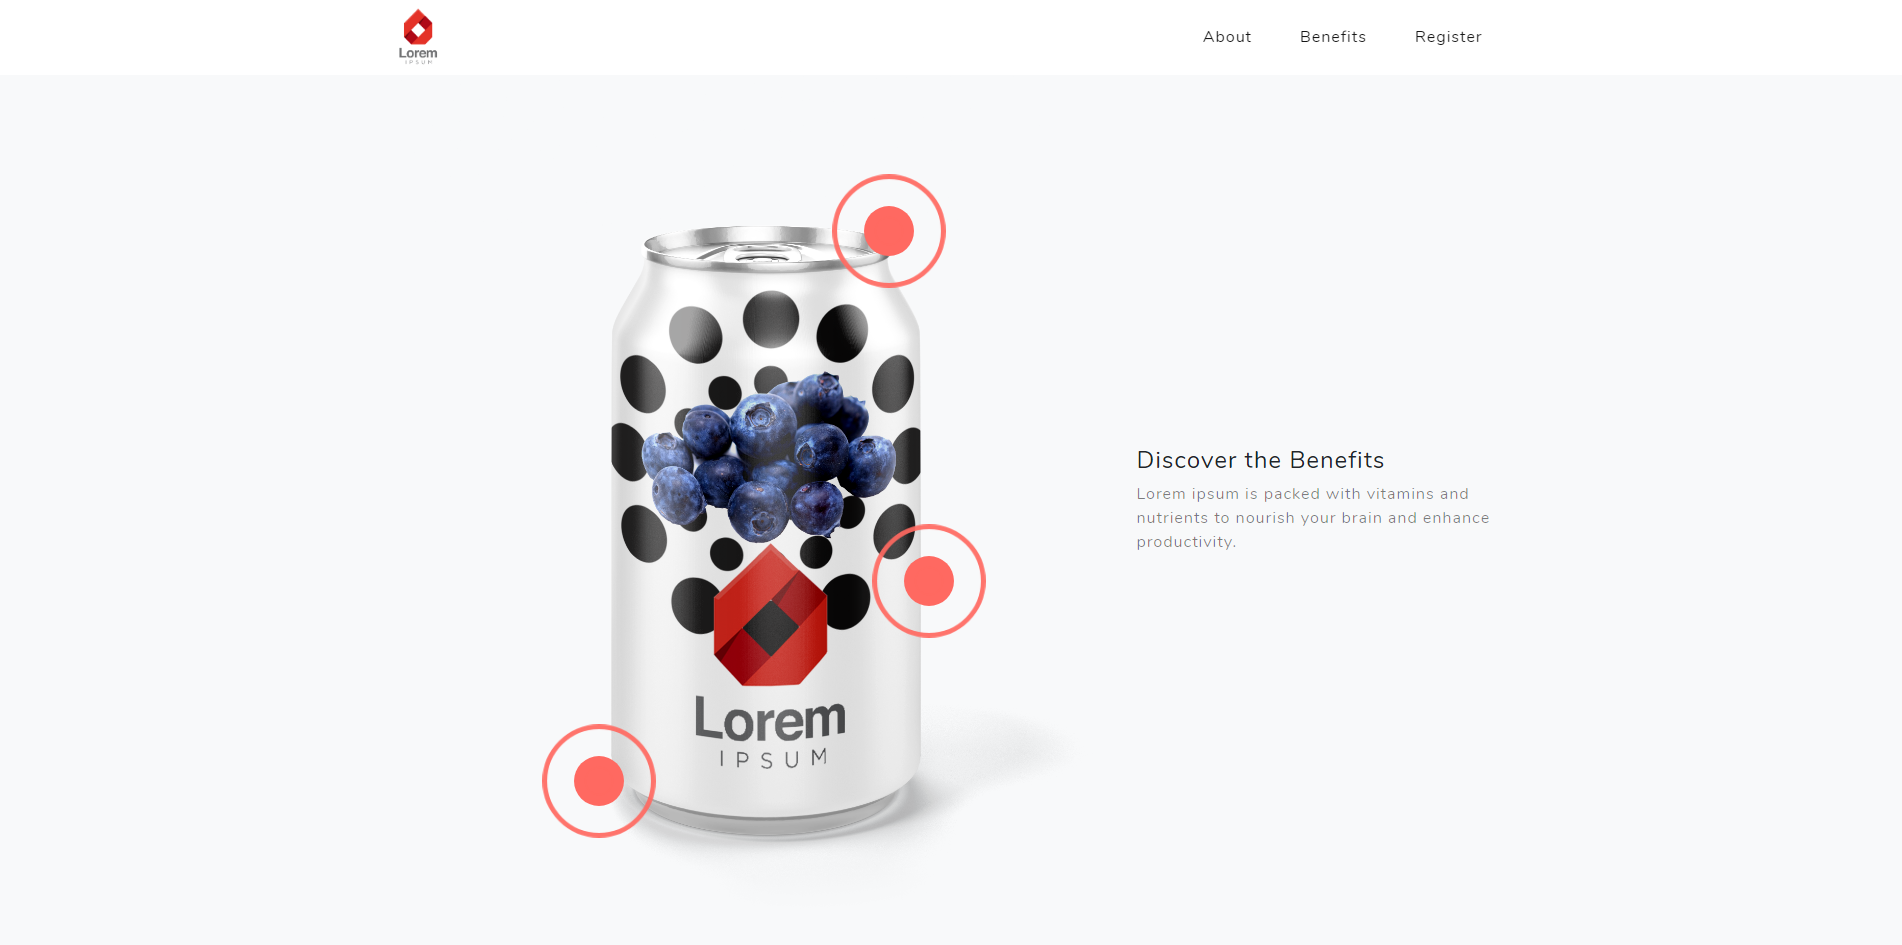 Lorem
IPSUM
About
Benefits
Register
Discover the Benefits
Lorem ipsum is packed with vitamins and
nutrients to nourish your brain and enhance
productivity.
Lorem
IPSUM